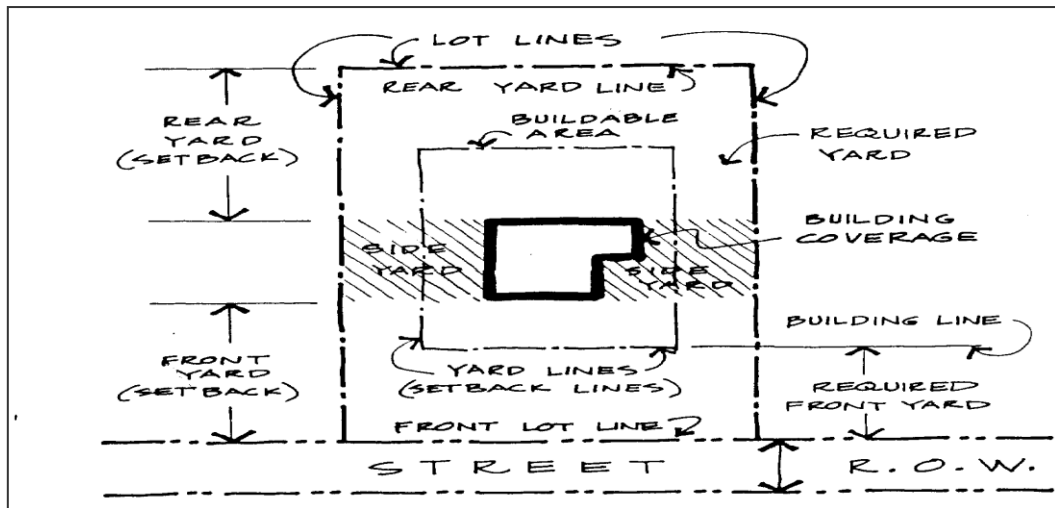 LOT LINES
REAR YARD LINE
BUILDABLE
AREA
REAR
YARD
(SETBACK)
REQUIRED
YARD
SIDE
YARD
BUILDING
COVERAGE
SIDE
YARD
BUILDING LINE
FRONT
YARD
(SETBACK)
YARD LINES
(SETBACK LINES)
REQUIRED
FRONT YARD
FRONT LOT LINE
STREET
R.O.W.